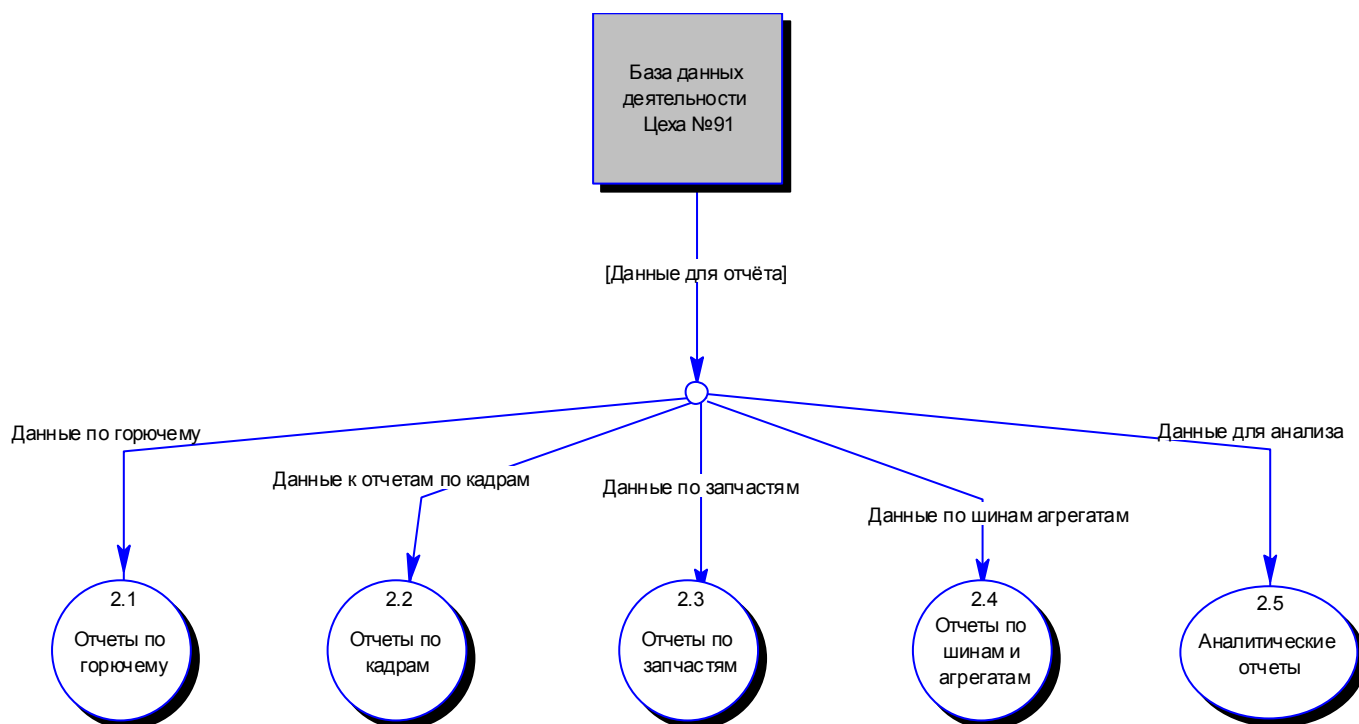 База данных
деятельности
Цеха №91
[Данные для отчёта]
Данные по горючему
Данные к отчетам по кадрам
Данные по запчастям
Данные по шинам агрегатам
Данные для анализа
2.1
Отчеты по
горючему
2.2
Отчеты по
кадрам
2.3
Отчеты по
запчастям
2.4
Отчеты по
шинам и
агрегатам
2.5
Аналитические
отчеты